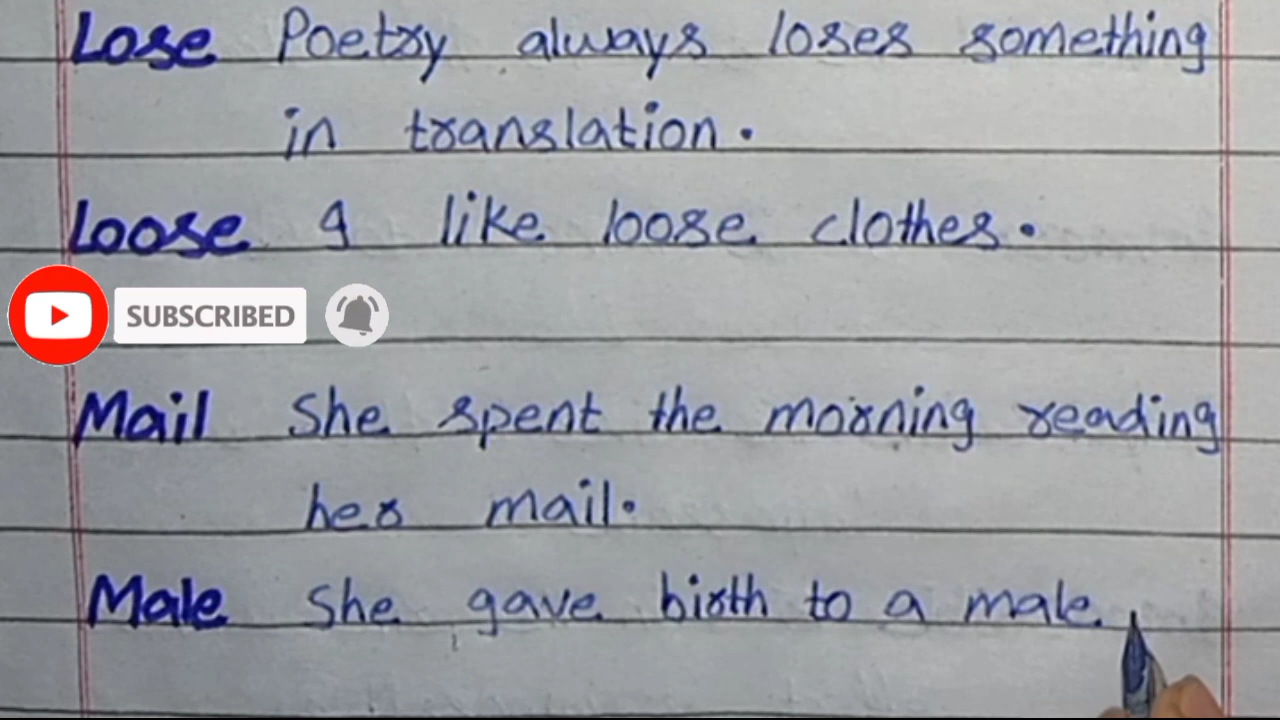 Lose Poetry always loses something
in translation.
Loose I like loose clothes.
SUBSCRIBED
Mail She spent the morning reading
her mail.
Male She gave birth to a male